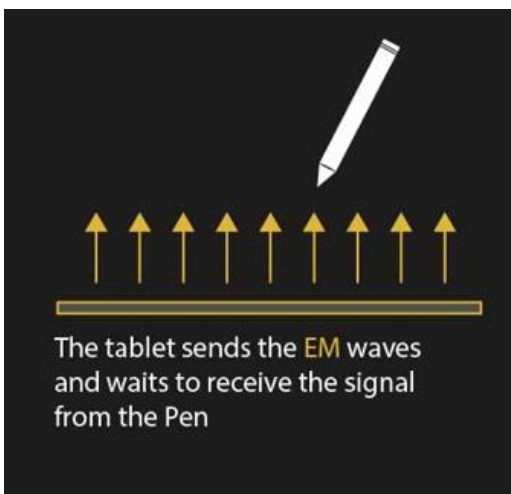 The tablet sends the EM waves
and waits to receive the signal
from the Pen